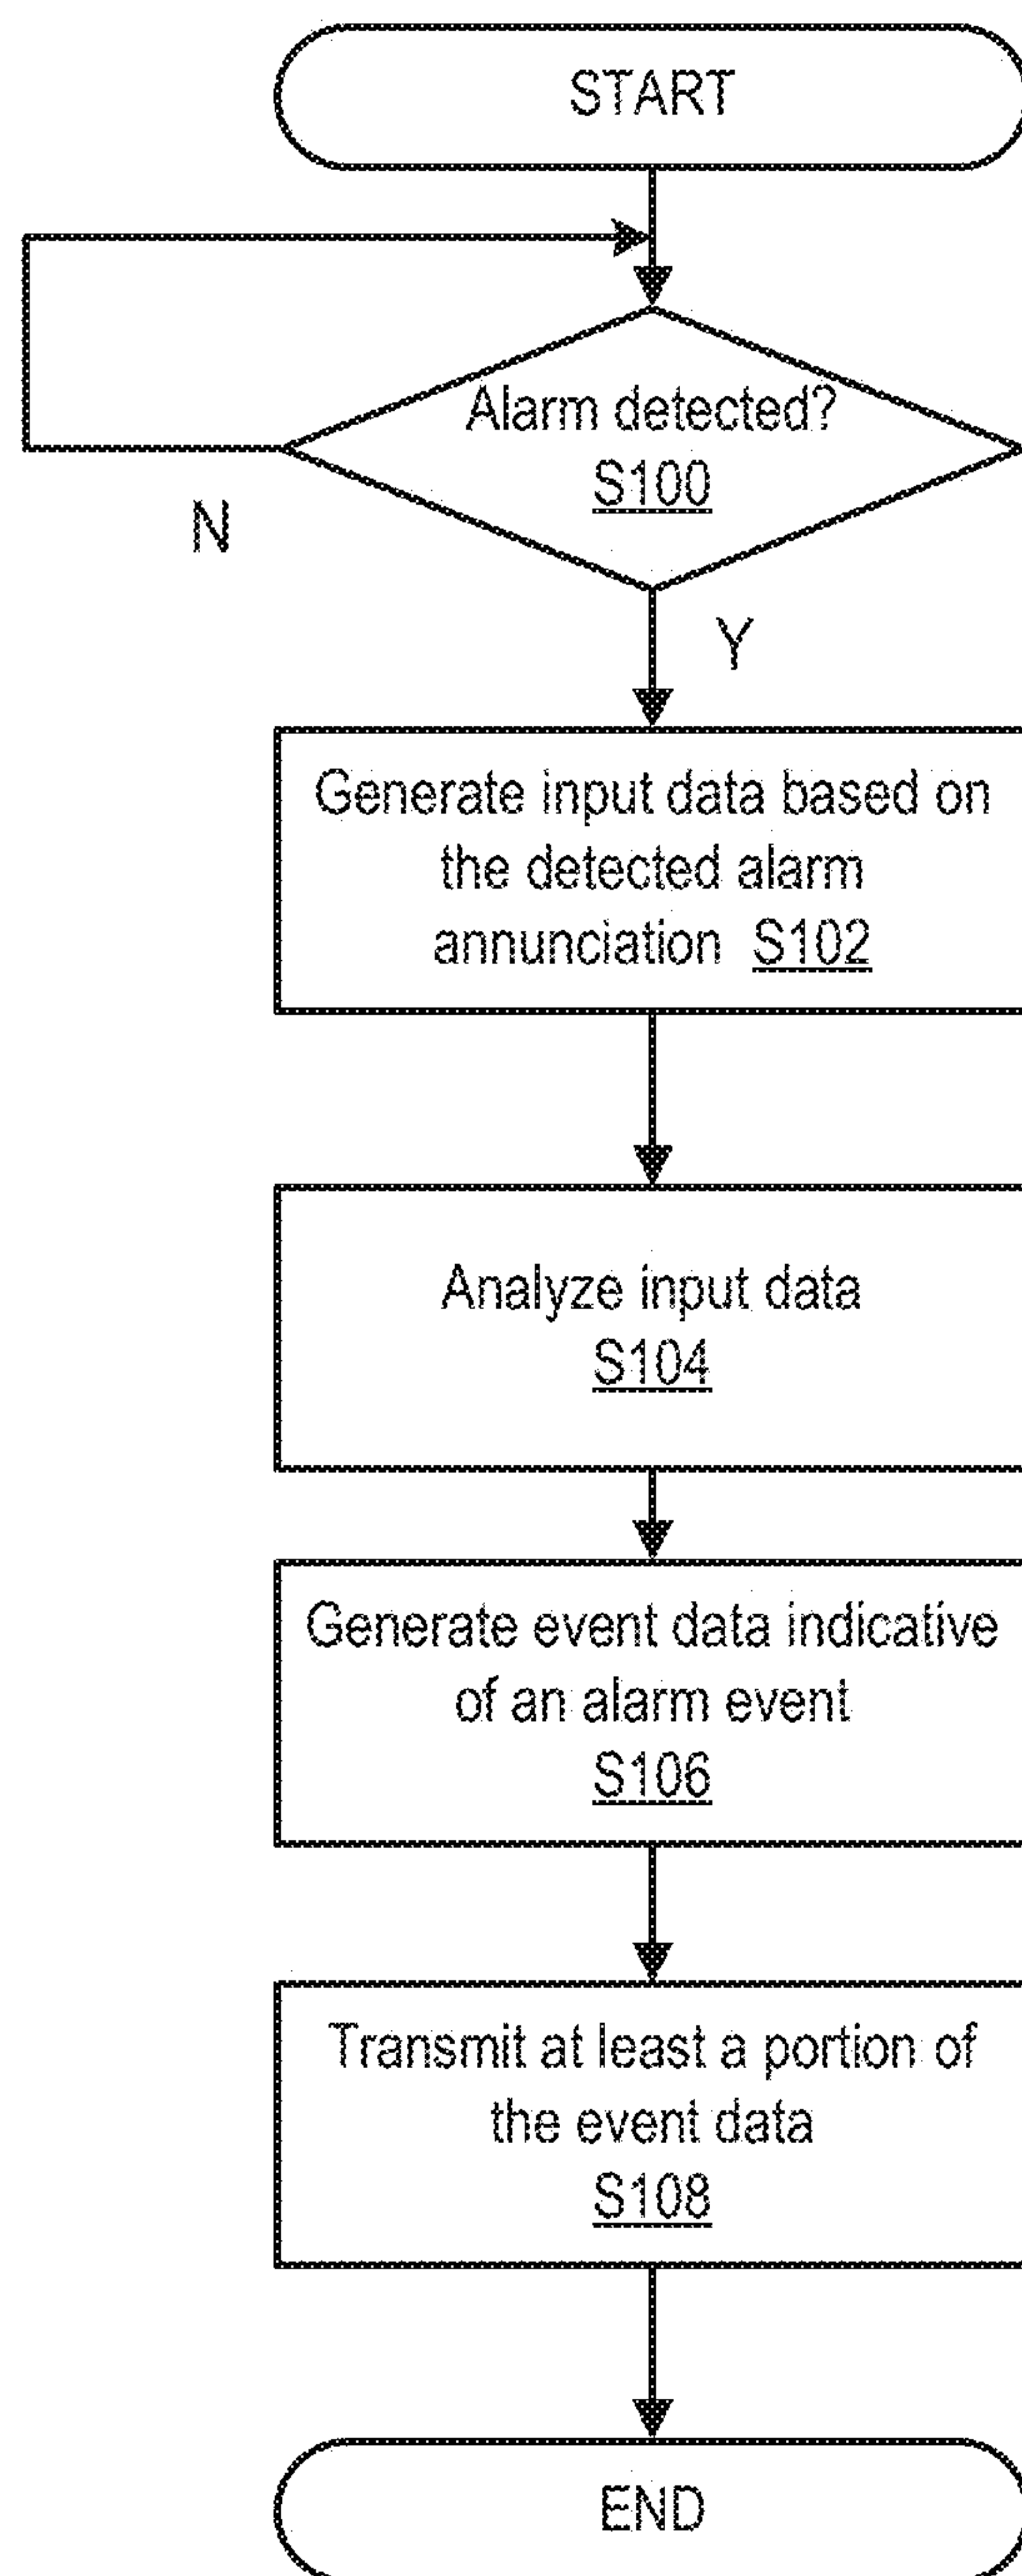 START
Alarm detected?
S100
N
Y
Generate input data based on
the detected alarm
annunciation S102
Analyze input data
S104
Generate event data indicative
of an alarm event
S106
Transmit at least a portion of
the event data
S108
END